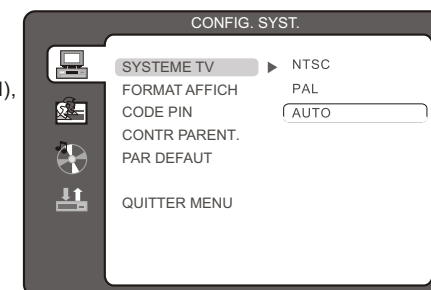 CONFIG. SYST.
),
SYSTEME TV NTSC
FORMAT AFFICH PAL
CODE PIN AUTO
CONTR PARENT.
PAR DEFAUT
QUITTER MENU